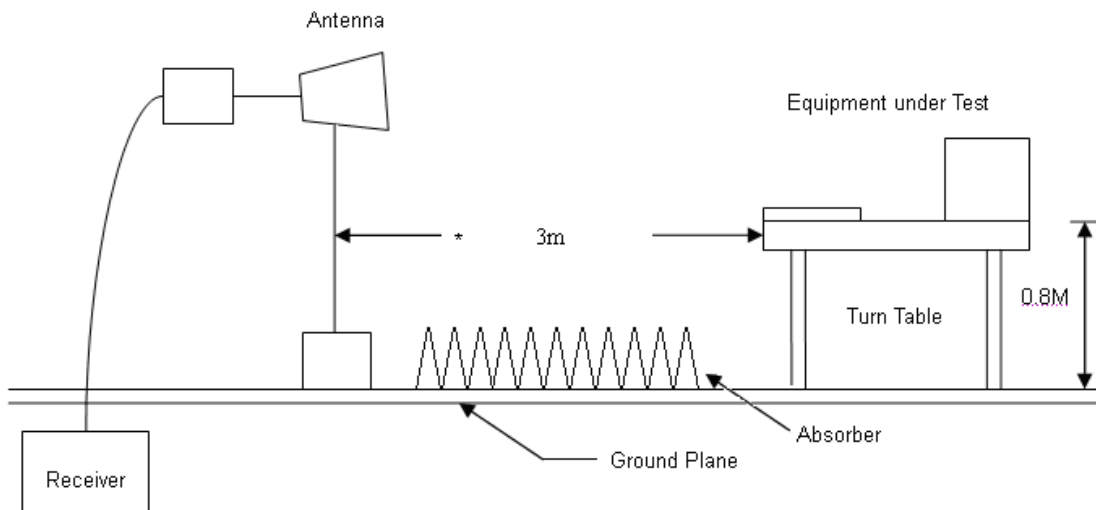 Antenna
Equipment under Test
* 3m
0.8M
Turn Table
Absorber
Ground Plane
Receiver